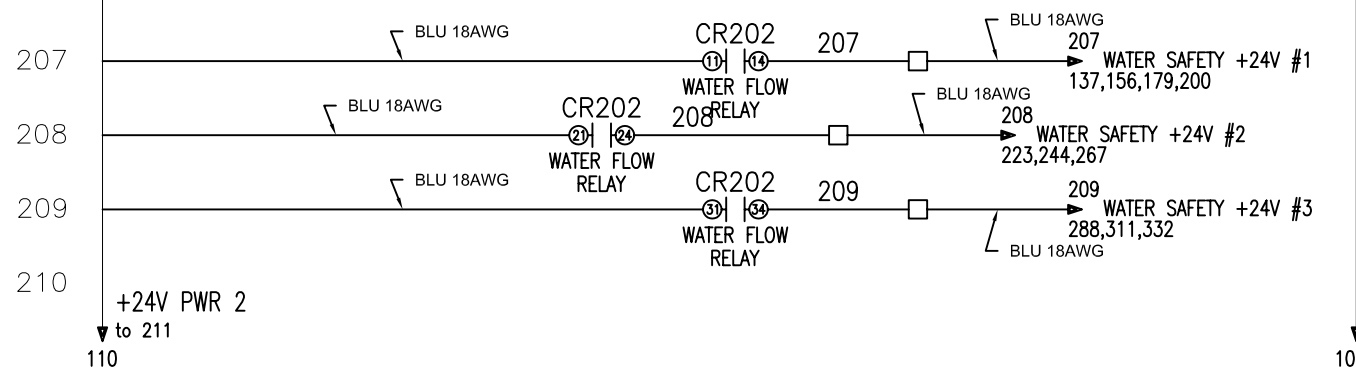 BLU 18AWG
CR202
207
BLU 18AWG
207
207
11
14
WATER SAFETY +24V #1
137,156,179,200
WATER FLOW
RELAY
BLU 18AWG
CR202
208
BLU 18AWG
208
208
21
24
WATER SAFETY +24V #2
223,244,267
WATER FLOW
RELAY
BLU 18AWG
CR202
209
209
209
31
34
WATER SAFETY +24V #3
288,311,332
WATER FLOW
RELAY
BLU 18AWG
210
+24V PWR 2
to 211
110
10